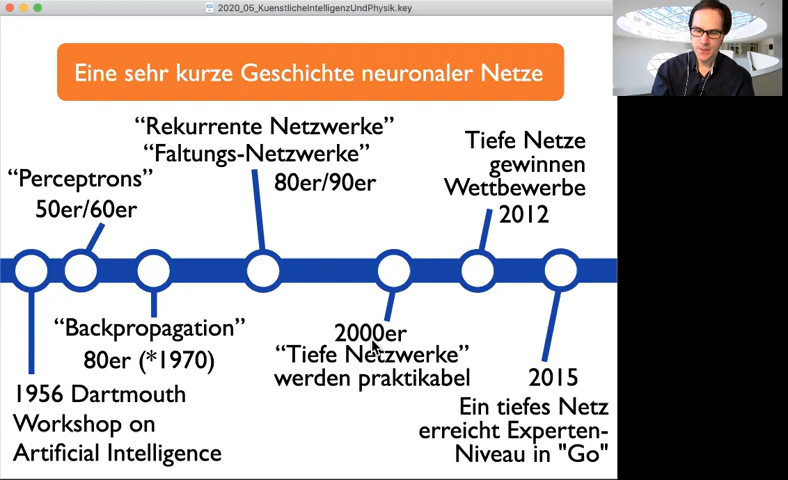 2020_05_KuenstlicheIntelligenzUndPhysik.key
Eine sehr kurze Geschichte neuronaler Netze
“Rekurrente Netzwerke”
“Faltungs-Netzwerke”
80er/90er
“Perceptrons”
50er/60er
Tiefe Netze
gewinnen
Wettbewerbe
2012
“Backpropagation”
80er (*1970)
1956 Dartmouth
Workshop on
Artificial Intelligence
2000er
“Tiefe Netzwerke”
werden praktikabel
2015
Ein tiefes Netz
erreicht Experten-
Niveau in "Go"